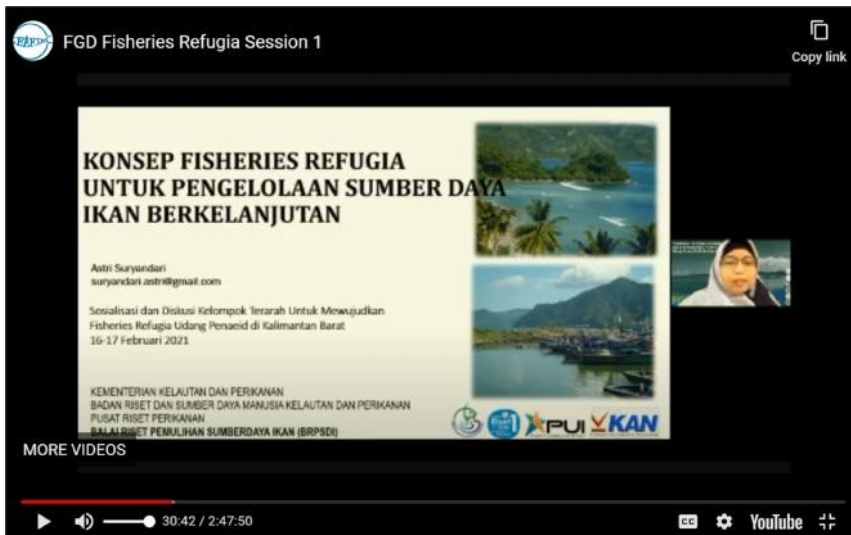 FGD Fisheries Refugia Session 1
Copy link
KONSEP FISHERIES REFUGIA
UNTUK PENGELOLAAN SUMBER DAYA
IKAN BERKELANJUTAN
Astri Suryandari
suryandari.astri@gmail.com
Sosialisasi dan Diskusi Kelompok Terarah Untuk Mewujudkan
Fisheries Refugia Udang Penaeid di Kalimantan Barat
16-17 Februari 2021
KEMENTERIAN KELAUTAN DAN PERIKANAN
BADAN RISET DAN SUMBER DAYA MANUSIA KELAUTAN DAN PERIKANAN
PUSAT RISET PERIKANAN
BALAI RISET PEMULIHAN SUMBERDAYA IKAN (BRPSDI)
PUI KAN
MORE VIDEOS
30:42 / 2:47:50
CC
YouTube